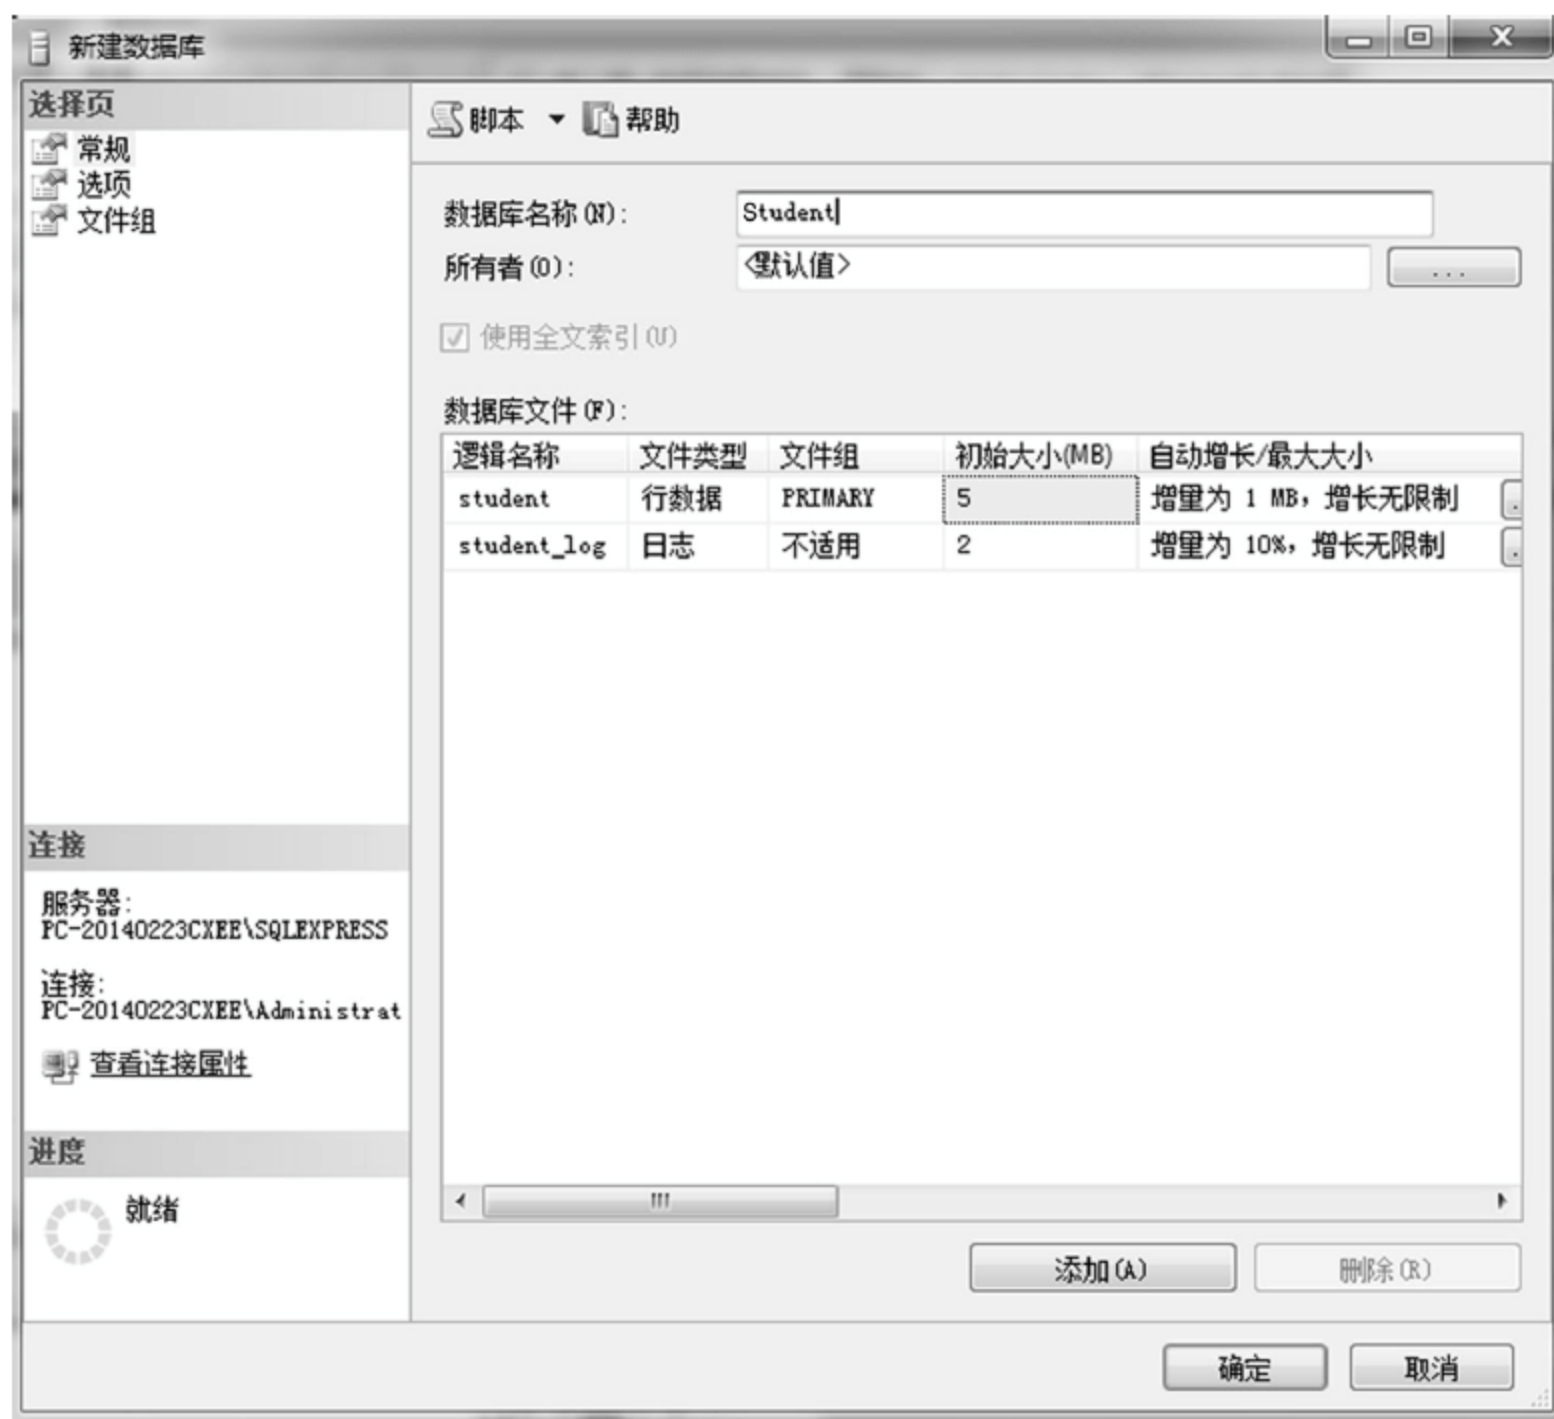 新建数据库
选择页
常规
选项
文件组
脚本 帮助
数据库名称(N):
Student
所有者(O):
<默认值>
...
使用全文索引(U)
数据库文件(F):
逻辑名称 文件类型 文件组 初始大小(MB) 自动增长/最大大小
student 行数据 PRIMARY 5 增量为 1 MB，增长无限制
student_log 日志 不适用 2 增量为 10%，增长无限制
连接
服务器:
PC-20140223CXEE\SQLEXPRESS
连接:
PC-20140223CXEE\Administrat
查看连接属性
进度
就绪
添加(A) 删除(R)
确定 取消